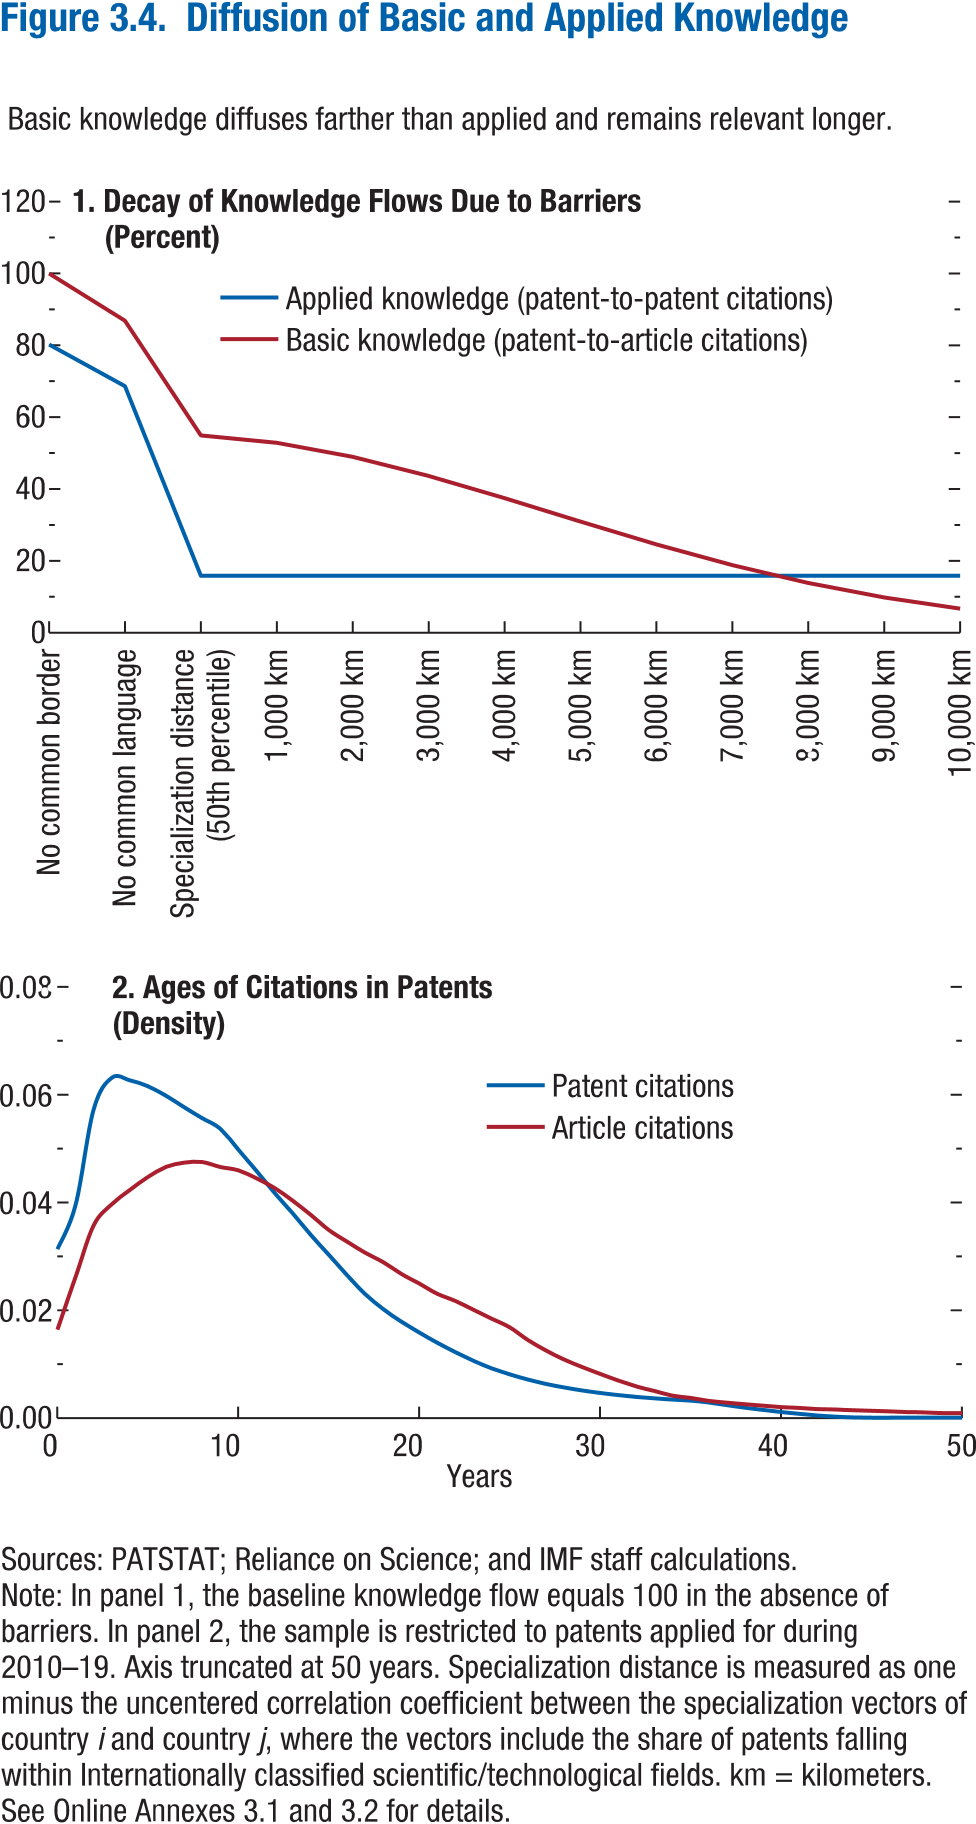 Figure 3.4. Diffusion of Basic and Applied Knowledge
Basic knowledge diffuses farther than applied and remains relevant longer.
1. Decay of Knowledge Flows Due to Barriers
(Percent)
120
100
80
60
40
20
0
Applied knowledge (patent-to-patent citations)
Basic knowledge (patent-to-article citations)
No common border
No common language
Specialization distance
(50th percentile)
1,000 km
2,000 km
3,000 km
4,000 km
5,000 km
6,000 km
7,000 km
8,000 km
9,000 km
10,000 km
2. Ages of Citations in Patents
(Density)
0.08
0.06
0.04
0.02
0.00
Patent citations
Article citations
0 10 20 30 40 50
Years
Sources: PATSTAT; Reliance on Science; and IMF staff calculations.
Note: In panel 1, the baseline knowledge flow equals 100 in the absence of
barriers. In panel 2, the sample is restricted to patents applied for during
2010–19. Axis truncated at 50 years. Specialization distance is measured as one
minus the uncentered correlation coefficient between the specialization vectors of
country i and country j, where the vectors include the share of patents falling
within Internationally classified scientific/technological fields. km = kilometers.
See Online Annexes 3.1 and 3.2 for details.